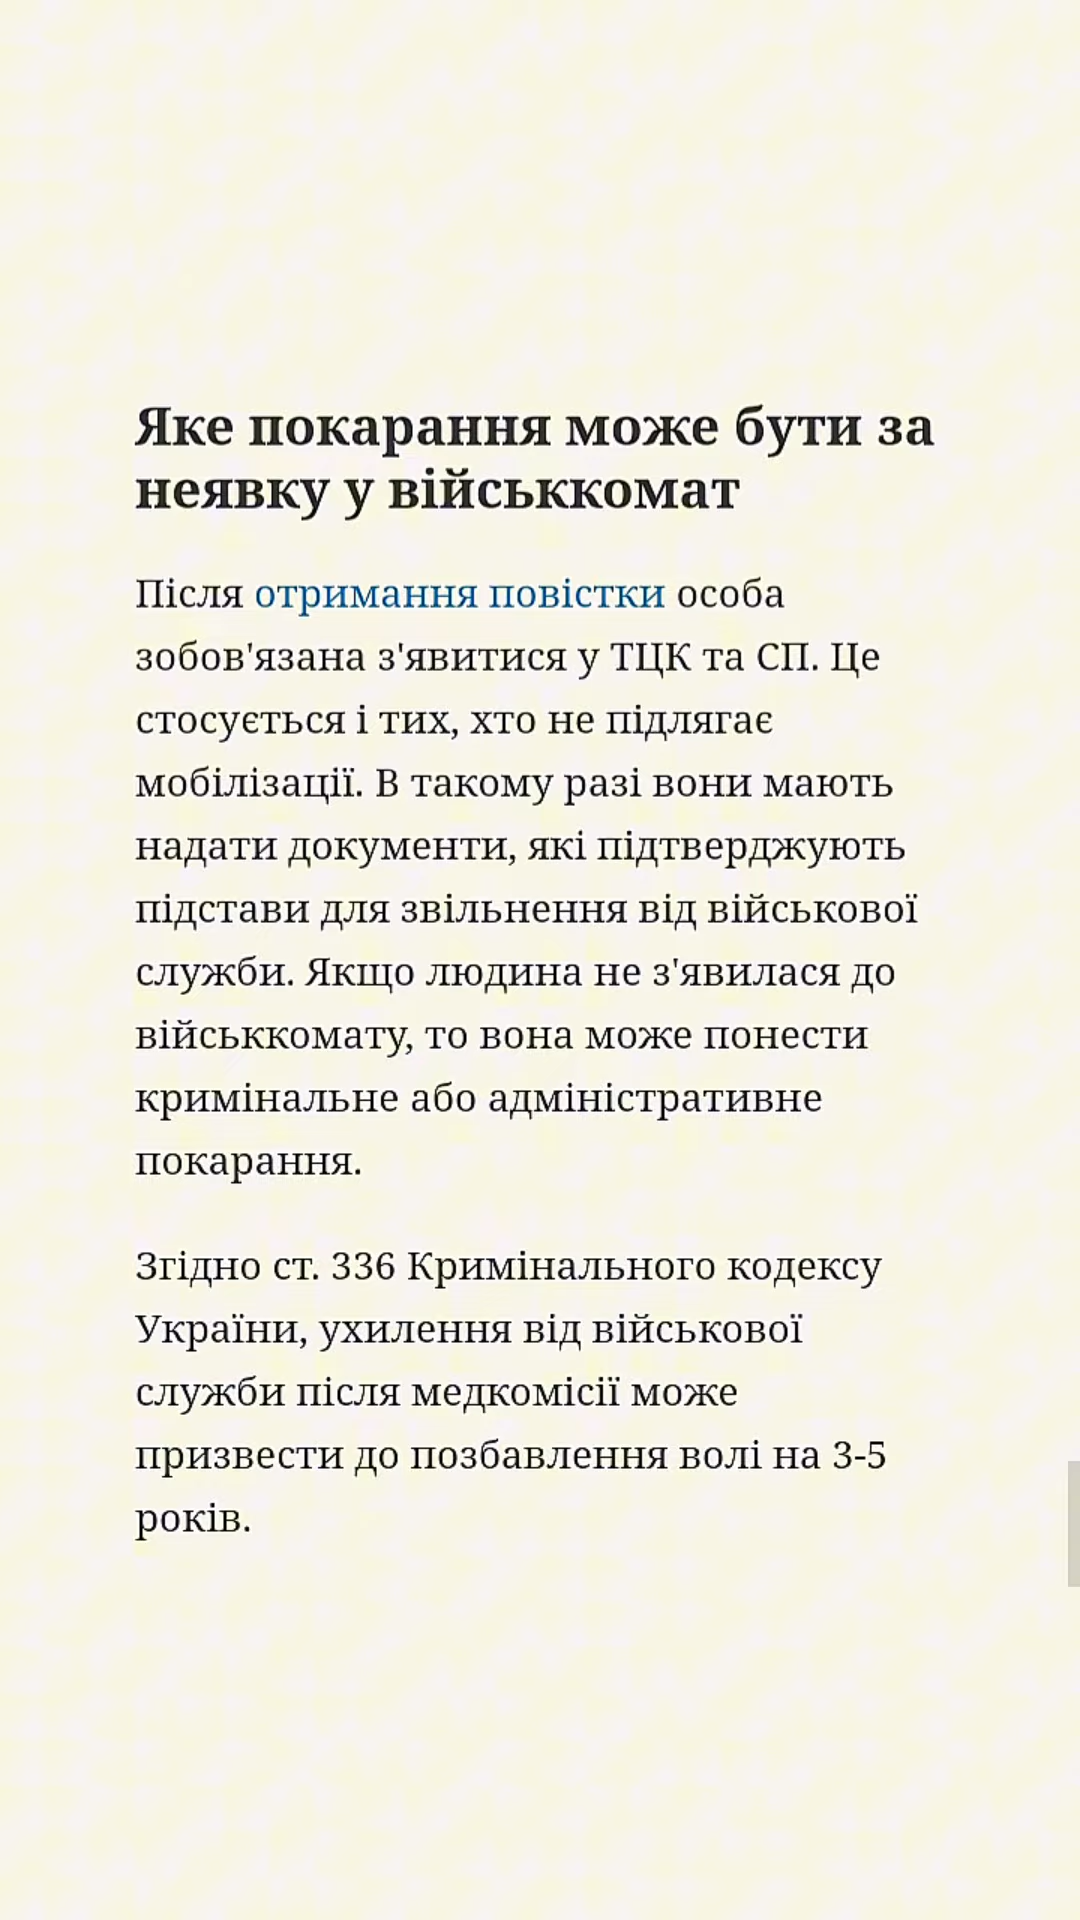 Яке покарання може бути за
неявку у військкомат
Після отримання повістки особа
зобов'язана з'явитися у ТЦК та СП. Це
стосується і тих, хто не підлягає
мобілізації. В такому разі вони мають
надати документи, які підтверджують
підстави для звільнення від військової
служби. Якщо людина не з'явилася до
військкомату, то вона може понести
кримінальне або адміністративне
покарання.
Згідно ст. 336 Кримінального кодексу
України, ухилення від військової
служби після медкомісії може
призвести до позбавлення волі на 3-5
років.